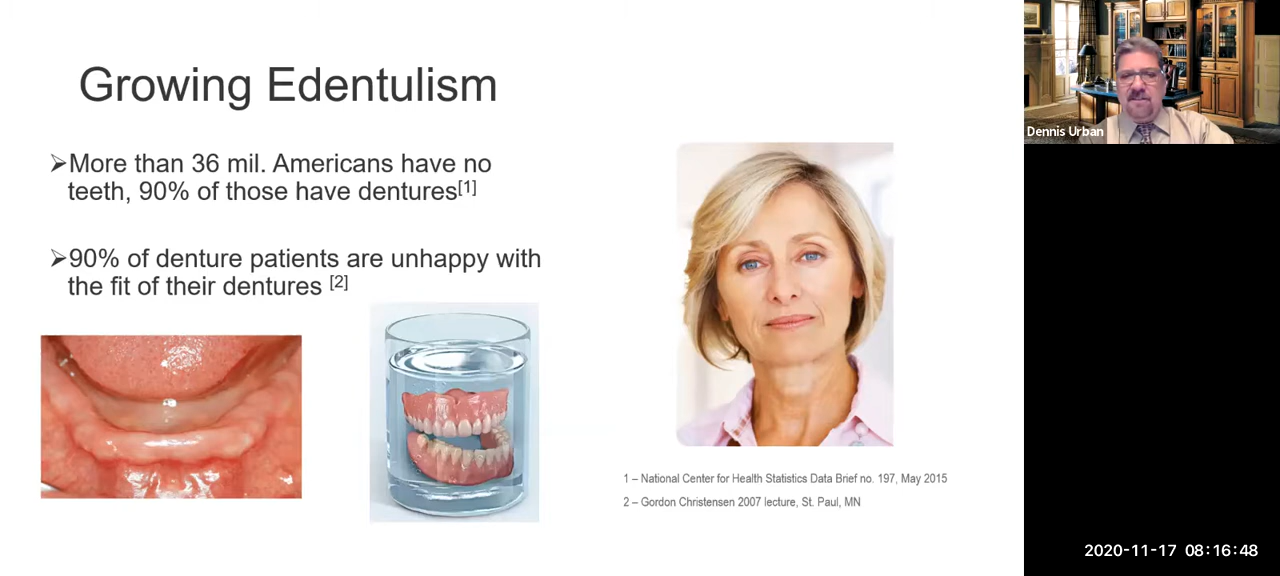 Growing Edentulism
➢More than 36 mil. Americans have no
teeth, 90% of those have dentures[1]
➢90% of denture patients are unhappy with
the fit of their dentures [2]
1 – National Center for Health Statistics Data Brief no. 197, May 2015
2 – Gordon Christensen 2007 lecture, St. Paul, MN
Dennis Urban
2020-11-17 08:16:48